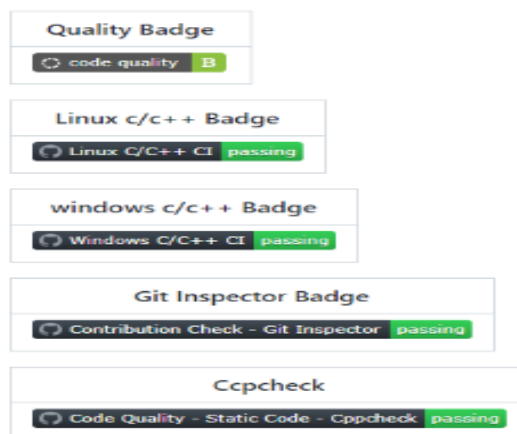 Quality Badge
code quality B
Linux c/c++ Badge
Linux C/C++ CI passing
windows c/c++ Badge
Windows C/C++ CI passing
Git Inspector Badge
Contribution Check - Git Inspector passing
Ccpcheck
Code Quality - Static Code - Cppcheck passing